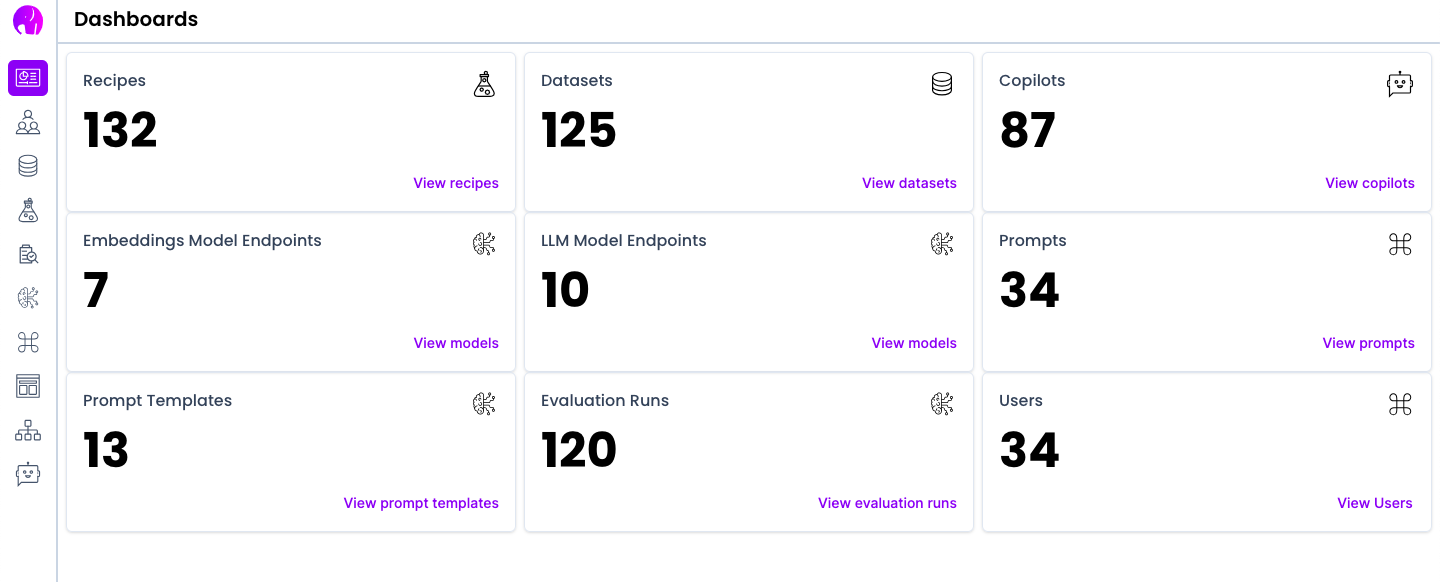 Dashboards
Recipes
132
View recipes
Datasets
125
View datasets
Copilots
87
View copilots
Embeddings Model Endpoints
7
View models
LLM Model Endpoints
10
View models
Prompts
34
View prompts
Prompt Templates
13
View prompt templates
Evaluation Runs
120
View evaluation runs
Users
34
View Users